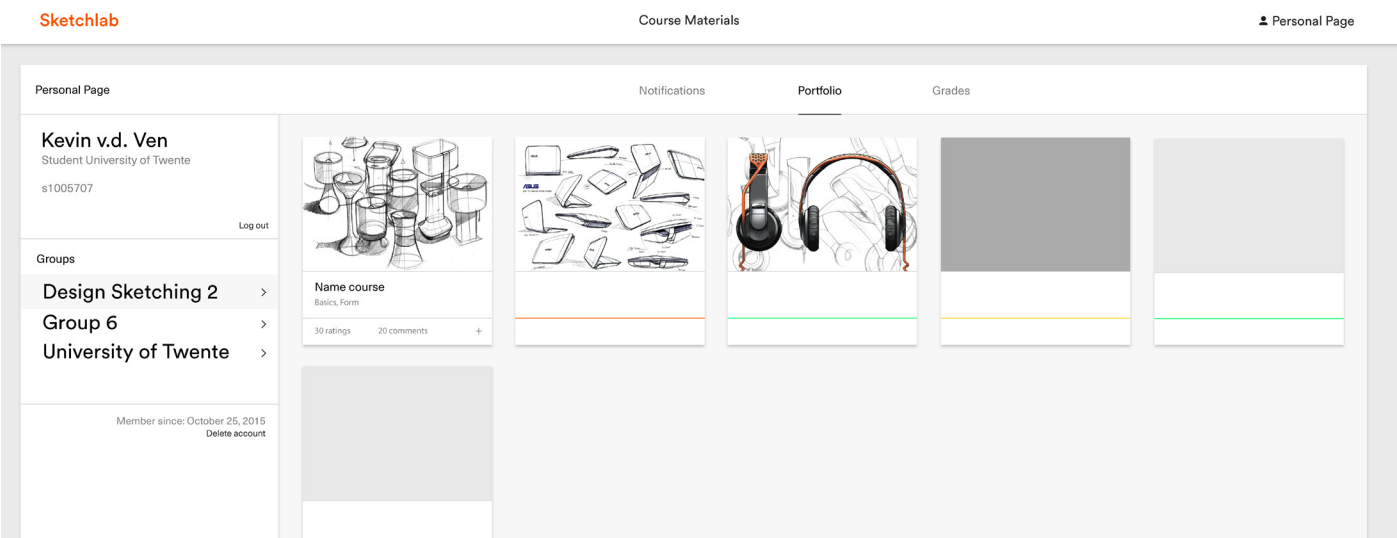 Sketchlab
Course Materials
Personal Page
Personal Page
Notifications
Portfolio
Grades
Kevin v.d. Ven
Student University of Twente
s1005707
Log out
Groups
Design Sketching 2
Group 6
University of Twente
Member since: October 25, 2015
Delete account
Name course
Basics, Form
30 ratings
20 comments
+
ASUS